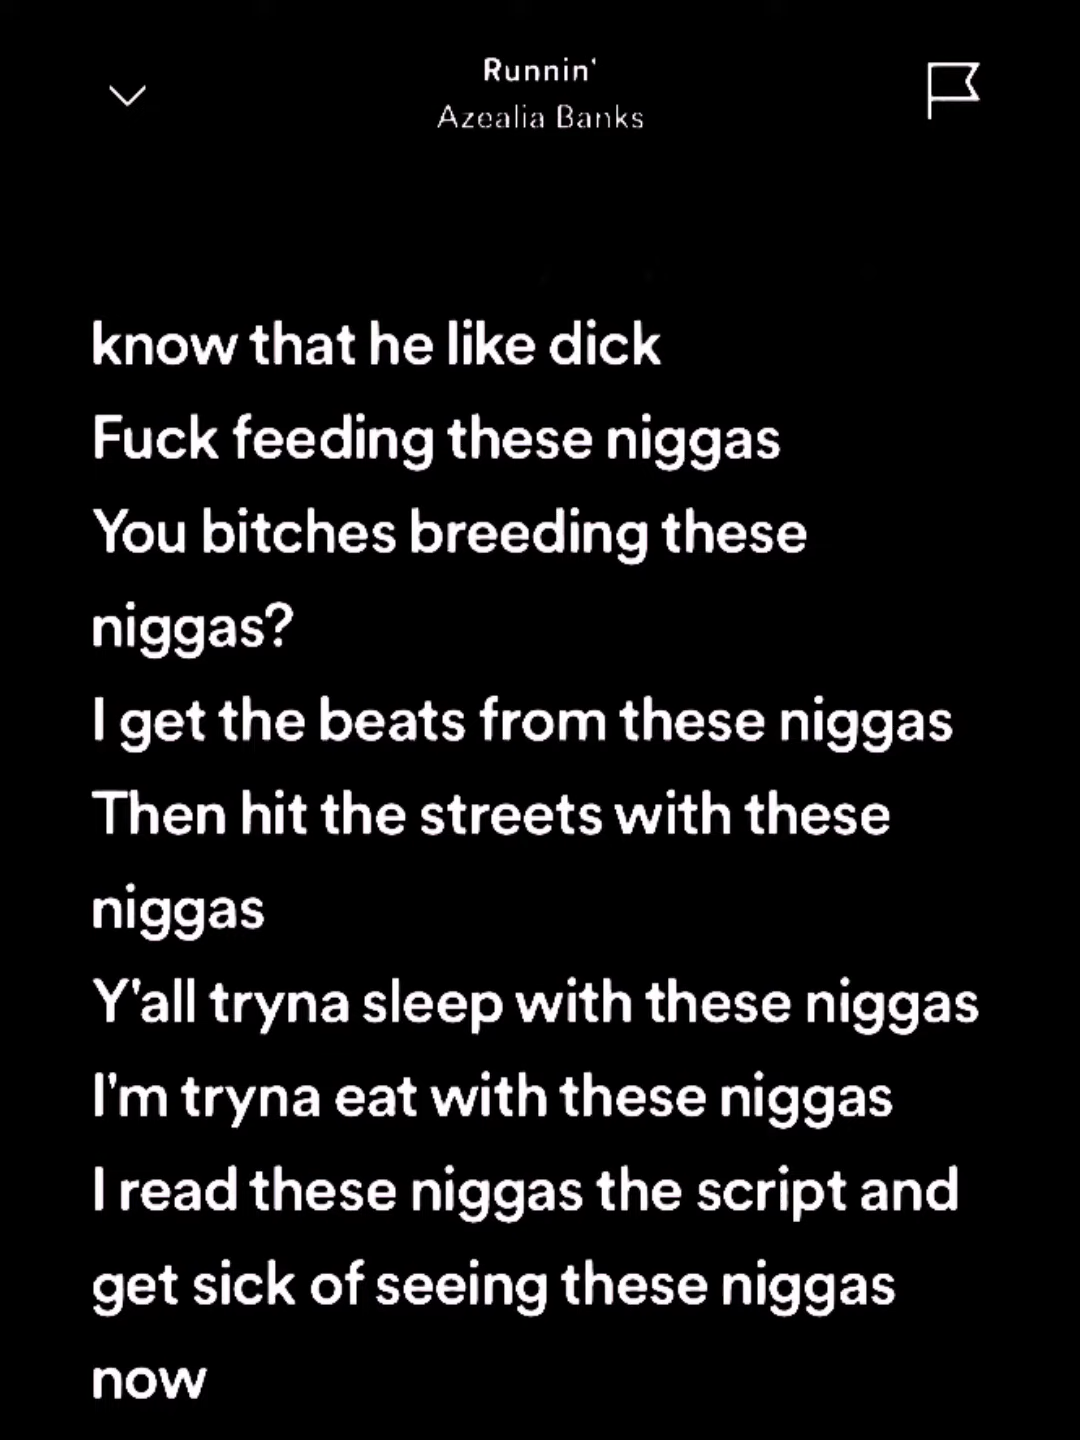 Runnin'
Azealia Banks
know that he like dick
Fuck feeding these niggas
You bitches breeding these
niggas?
I get the beats from these niggas
Then hit the streets with these
niggas
Y'all tryna sleep with these niggas
I'm tryna eat with these niggas
I read these niggas the script and
get sick of seeing these niggas
now